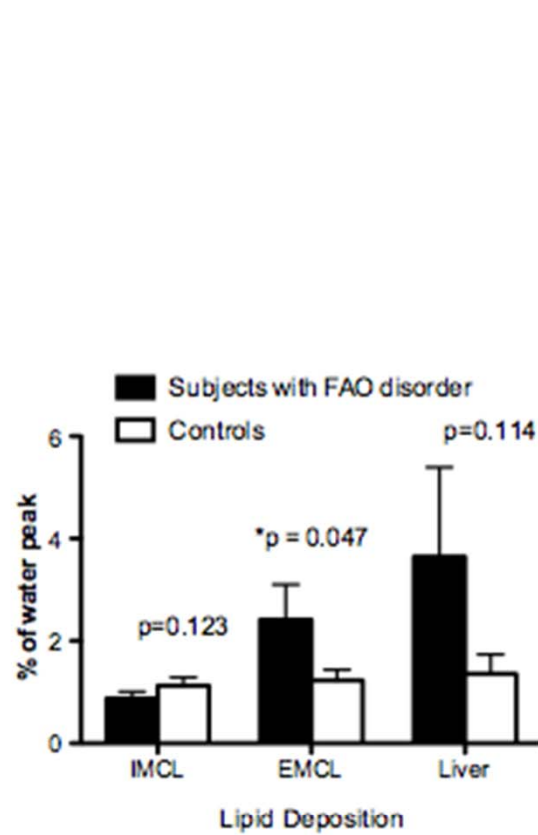 Subjects with FAO disorder
Controls
p=0.114
6
*p = 0.047
4
p=0.123
2
0
% of water peak
IMCL
EMCL
Liver
Lipid Deposition